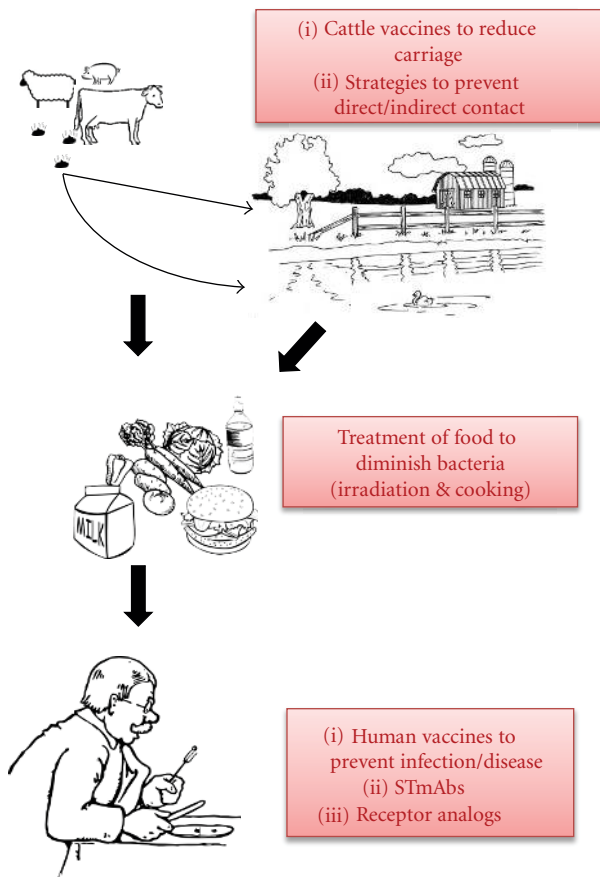 (i) Cattle vaccines to reduce
carriage
(ii) Strategies to prevent
direct/indirect contact
Treatment of food to
diminish bacteria
(irradiation & cooking)
MILK
(i) Human vaccines to
prevent infection/disease
(ii) STmAbs
(iii) Receptor analogs